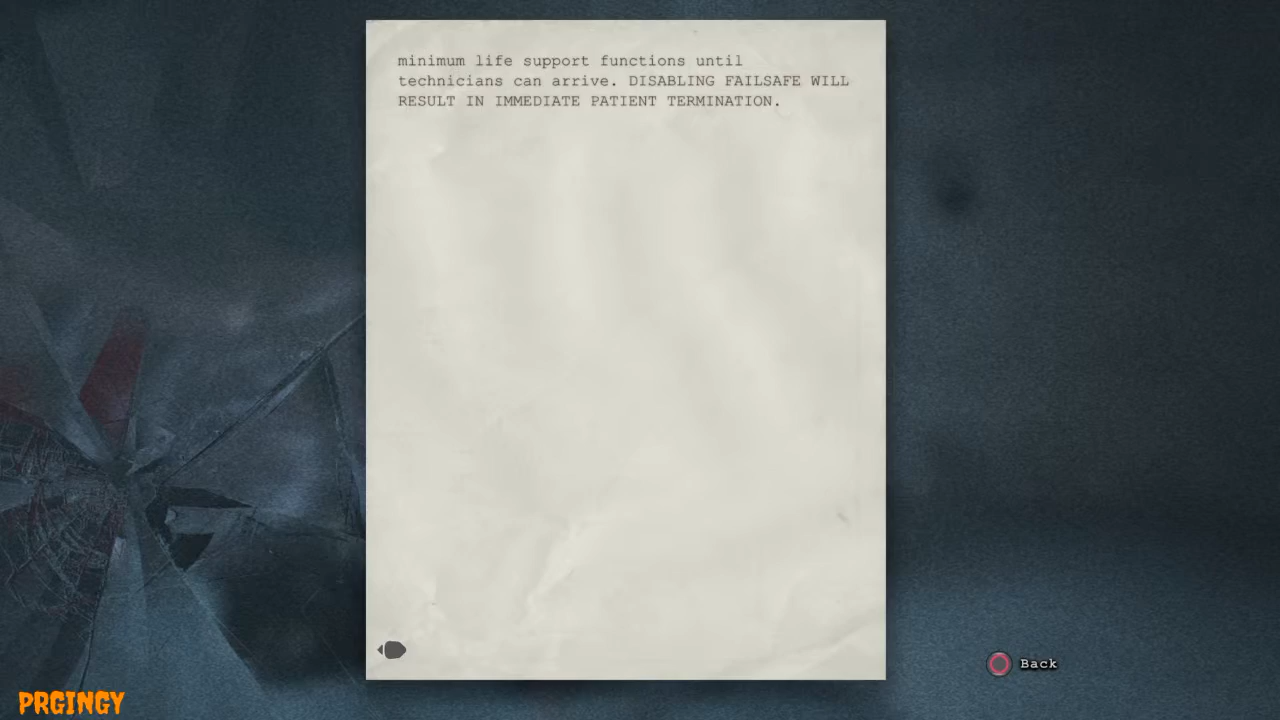 minimum life support functions until
technicians can arrive. DISABLING FAILSAFE WILL
RESULT IN IMMEDIATE PATIENT TERMINATION.
Back
PRGINGY